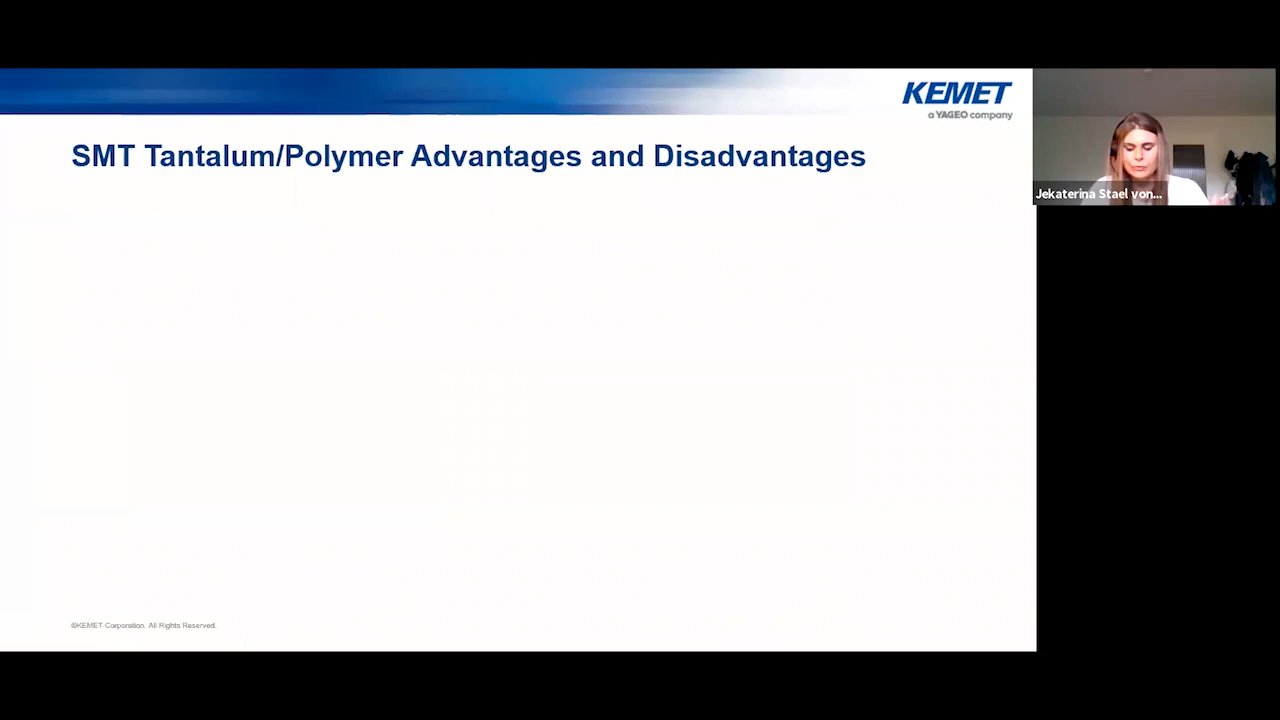 KEMET
a YAGEO company
SMT Tantalum/Polymer Advantages and Disadvantages
Jekaterina Stael von...
©KEMET Corporation. All Rights Reserved.